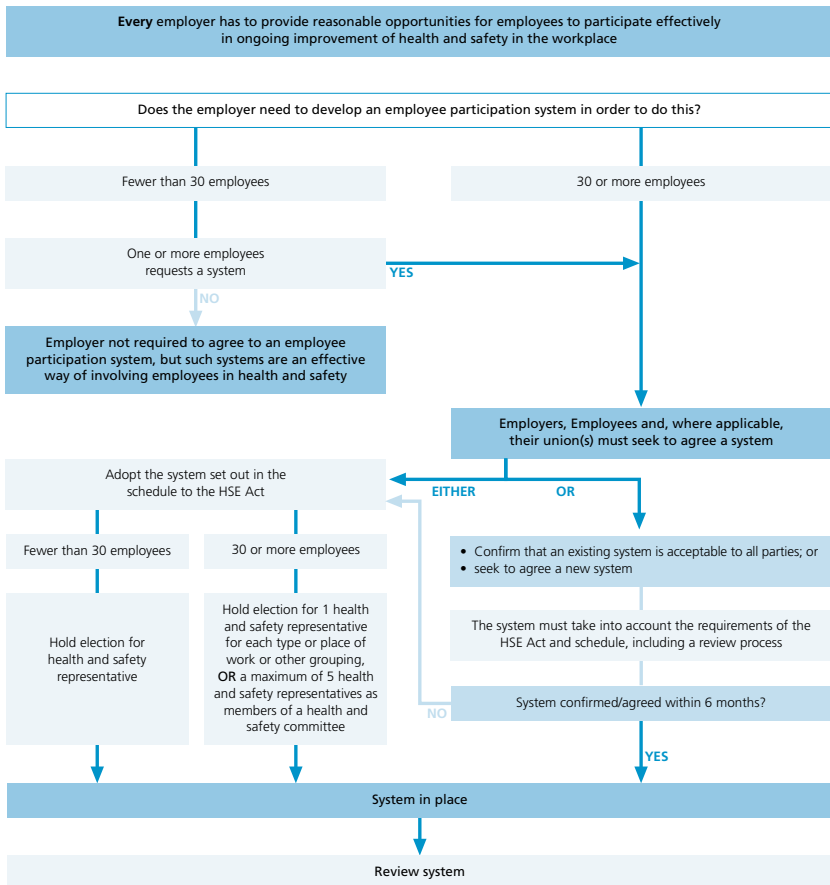 Every employer has to provide reasonable opportunities for employees to participate effectively
in ongoing improvement of health and safety in the workplace
Does the employer need to develop an employee participation system in order to do this?
Fewer than 30 employees
30 or more employees
One or more employees
requests a system
YES
NO
Employer not required to agree to an employee
participation system, but such systems are an effective
way of involving employees in health and safety
Employers, Employees and, where applicable,
their union(s) must seek to agree a system
EITHER
OR
Adopt the system set out in the
schedule to the HSE Act
Fewer than 30 employees
30 or more employees
• Confirm that an existing system is acceptable to all parties; or
• seek to agree a new system
Hold election for
health and safety
representative
Hold election for 1 health
and safety representative
for each type or place of
work or other grouping,
OR a maximum of 5 health
and safety representatives as
members of a health and
safety committee
The system must take into account the requirements of the
HSE Act and schedule, including a review process
System confirmed/agreed within 6 months?
NO
YES
System in place
Review system